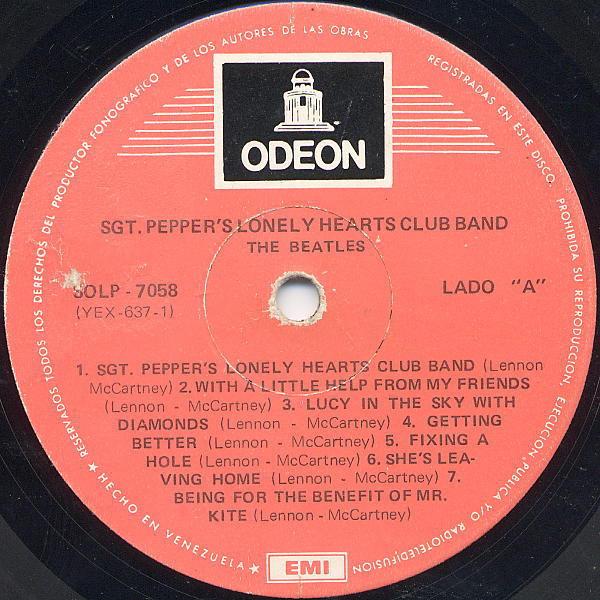 RESERVADOS TODOS LOS DERECHOS DEL PRODUCTOR FONOGRAFICO Y DE LOS AUTORES DE LAS OBRAS REGISTRADAS EN ESTE DISCO. PROHIBIDA SU REPRODUCCION, EJECUCION, PUBLICA Y/O RADIOTELEDIFUSION
ODEON
SGT. PEPPER'S LONELY HEARTS CLUB BAND
THE BEATLES
SOLP - 7058
(YEX-637-1)
LADO "A"
1. SGT. PEPPER'S LONELY HEARTS CLUB BAND (Lennon
McCartney) 2. WITH A LITTLE HELP FROM MY FRIENDS
(Lennon - McCartney) 3. LUCY IN THE SKY WITH
DIAMONDS (Lennon - McCartney) 4. GETTING
BETTER (Lennon - McCartney) 5. FIXING A
HOLE (Lennon - McCartney) 6. SHE'S LEA-
VING HOME (Lennon - McCartney) 7.
BEING FOR THE BENEFIT OF MR.
KITE (Lennon - McCartney)
★ HECHO EN VENEZUELA ★
EMI